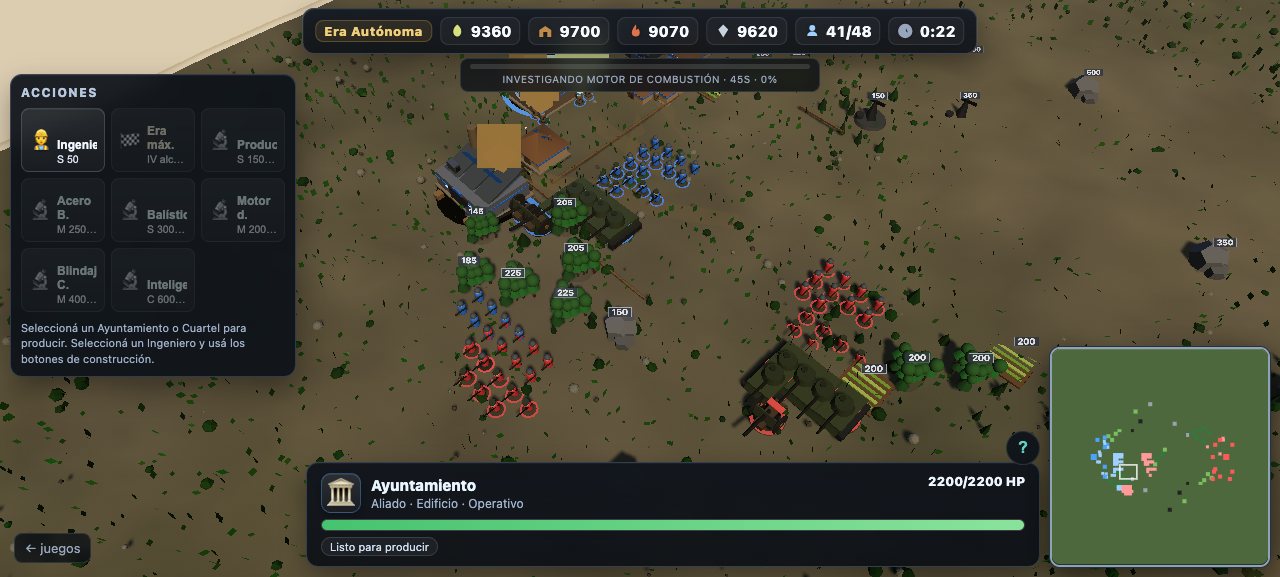 Era Autónoma
9360
9700
9070
9620
41/48
0:22
INVESTIGANDO MOTOR DE COMBUSTIÓN · 45S · 0%
ACCIONES
Ingenie
S 50
Era máx.
IV alc...
Produc
S 150...
Acero B.
M 250...
Balístic
S 300...
Motor d.
M 200...
Blindaj C.
M 400...
Intelige
C 600...
Seleccioná un Ayuntamiento o Cuartel para
producir. Seleccioná un Ingeniero y usá los
botones de construcción.
500
150
360
350
145
205
205
185
225
225
150
200
200
200
200
?
Ayuntamiento
2200/2200 HP
Aliado · Edificio · Operativo
Listo para producir
← juegos